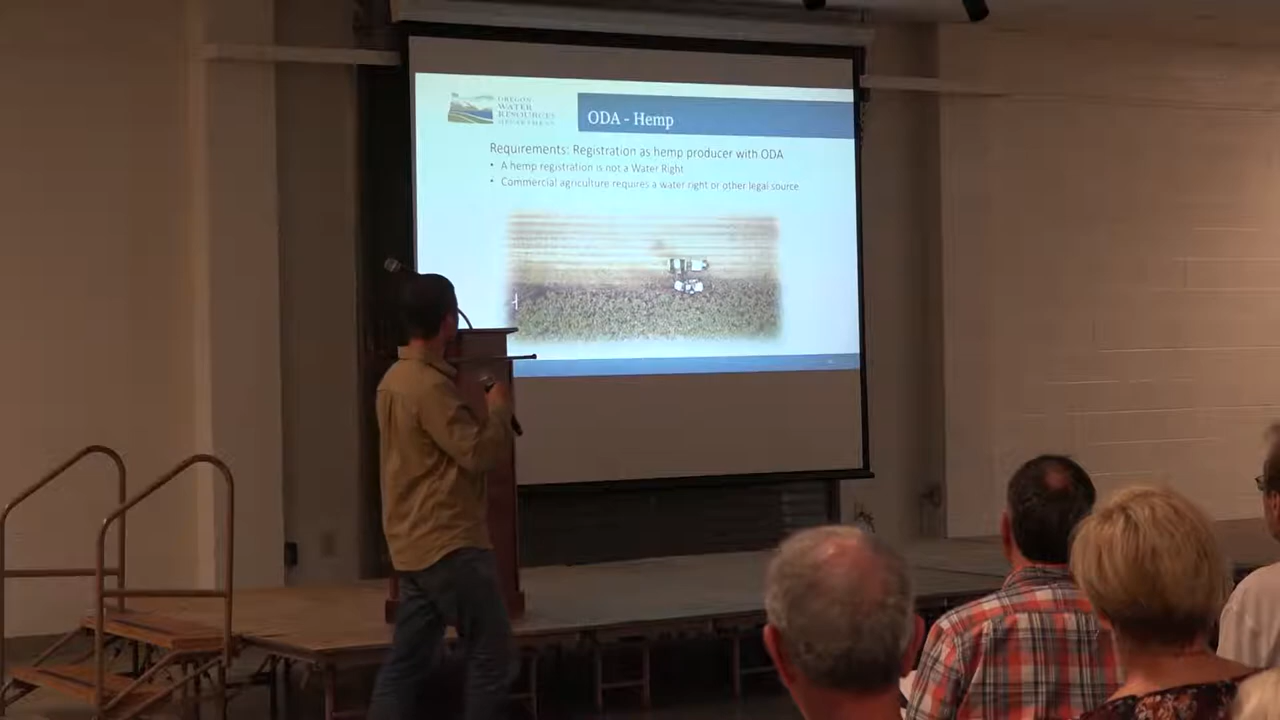 OREGON
WATER
RESOURCES
DEPARTMENT
ODA - Hemp
Requirements: Registration as hemp producer with ODA
• A hemp registration is not a Water Right
• Commercial agriculture requires a water right or other legal source